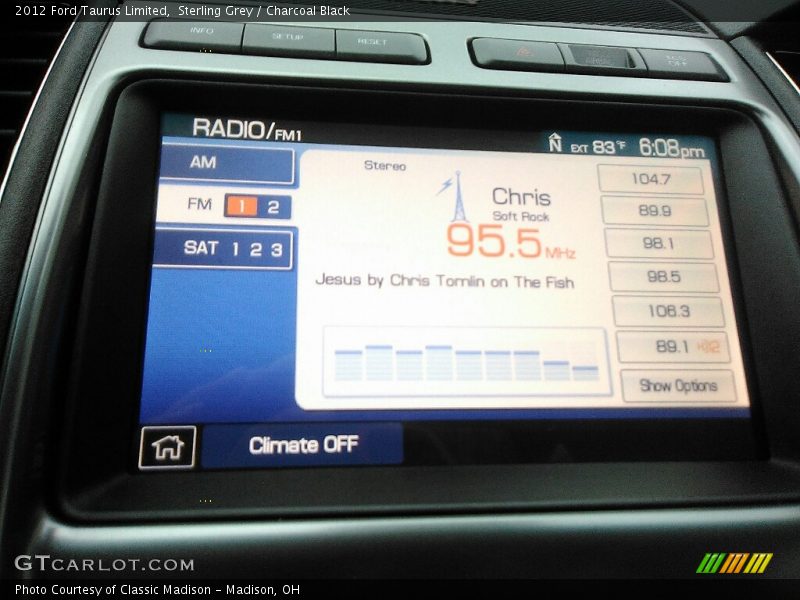 2012 Ford Taurus Limited, Sterling Grey / Charcoal Black
INFO SETUP RESET
RADIO/FM1
N EXT 83°F 6:08pm
AM
FM 1 2
SAT 1 2 3
Stereo
Chris
Soft Rock
95.5 MHz
Jesus by Chris Tomlin on The Fish
104.7
89.9
98.1
98.5
106.3
89.1 HD2
Show Options
Climate OFF
GTCARLOT.COM
Photo Courtesy of Classic Madison – Madison, OH